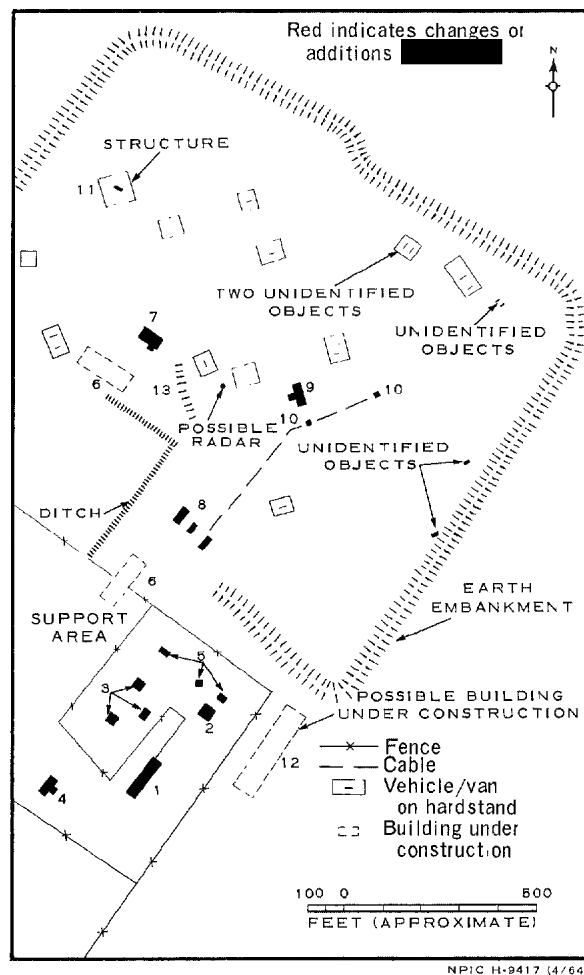 Red indicates changes or
additions
N
STRUCTURE
11
TWO UNIDENTIFIED
OBJECTS
UNIDENTIFIED
OBJECTS
7
6
13
9
10
10
POSSIBLE
RADAR
UNIDENTIFIED
OBJECTS
DITCH
8
6
EARTH
EMBANKMENT
SUPPORT
AREA
5
3
2
POSSIBLE BUILDING
UNDER CONSTRUCTION
12
4
1
Fence
Cable
Vehicle/van
on hardstand
Building under
construction
100 0 500
FEET (APPROXIMATE)
NPIC H-9417 (4/64